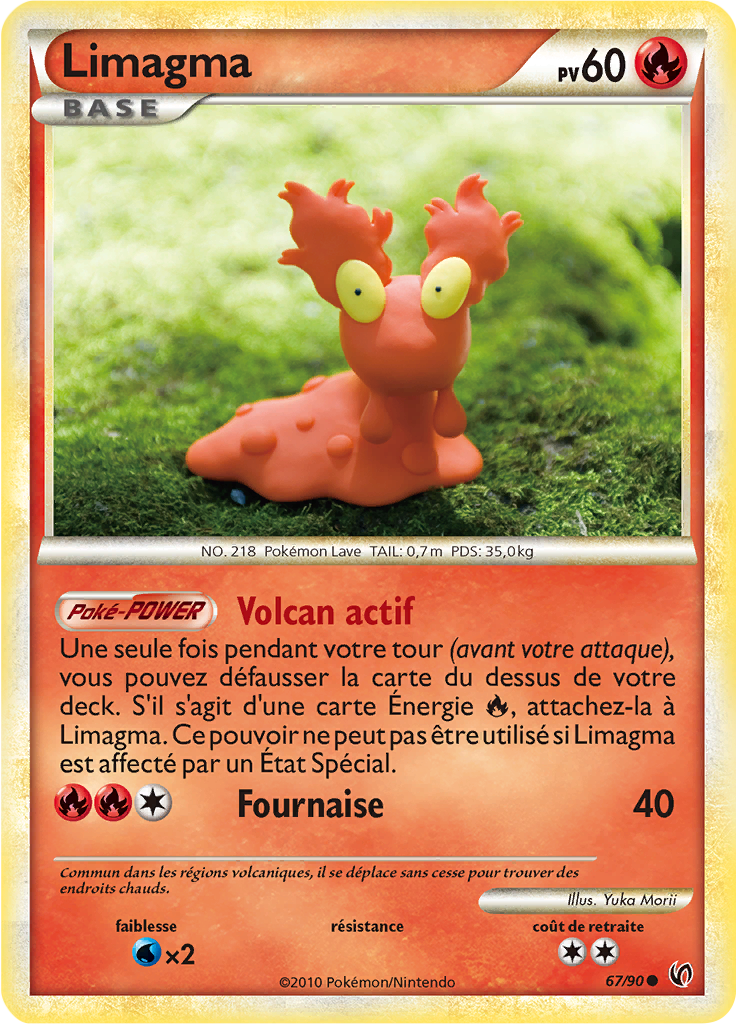 Limagma
PV 60
BASE
NO. 218 Pokémon Lave TAIL: 0,7 m PDS: 35,0 kg
Poké-POWER Volcan actif
Une seule fois pendant votre tour (avant votre attaque),
vous pouvez défausser la carte du dessus de votre
deck. S'il s'agit d'une carte Énergie , attachez-la à
Limagma. Ce pouvoir ne peut pas être utilisé si Limagma
est affecté par un État Spécial.
Fournaise 40
Commun dans les régions volcaniques, il se déplace sans cesse pour trouver des
endroits chauds.
Illus. Yuka Morii
faiblesse résistance coût de retraite
×2
©2010 Pokémon/Nintendo
67/90